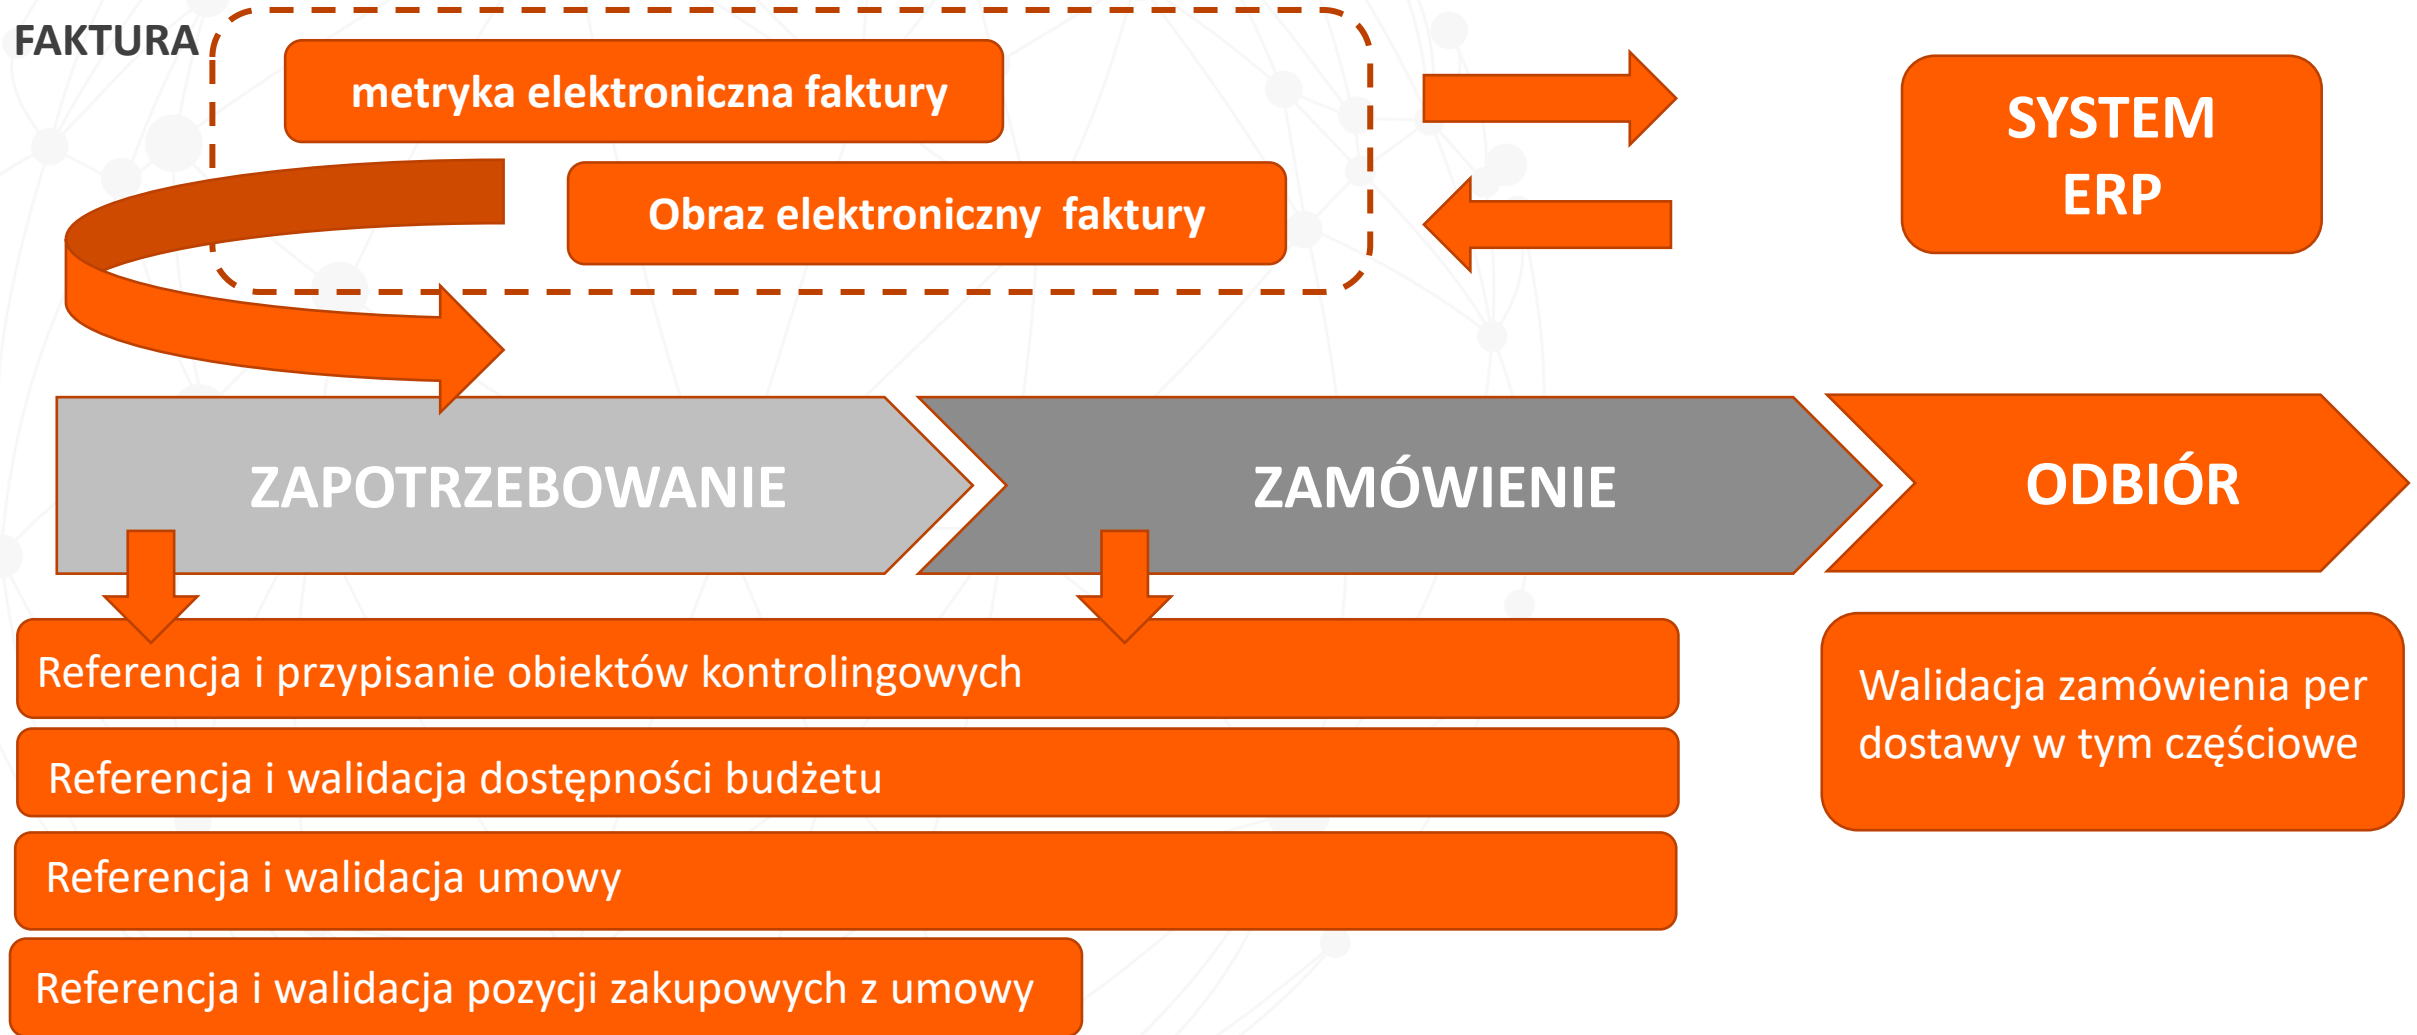 FAKTURA
metryka elektroniczna faktury
Obraz elektroniczny faktury
SYSTEM
ERP
ZAPOTRZEBOWANIE
ZAMÓWIENIE
ODBIÓR
Referencja i przypisanie obiektów kontrolingowych
Referencja i walidacja dostępności budżetu
Referencja i walidacja umowy
Referencja i walidacja pozycji zakupowych z umowy
Walidacja zamówienia per
dostawy w tym częściowe